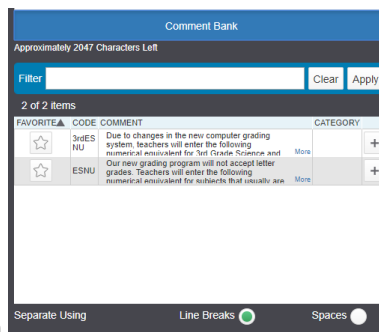 Comment Bank
Approximately 2047 Characters Left
Filter Clear Apply
2 of 2 items
FAVORITE CODE COMMENT CATEGORY
3rdES Due to changes in the new computer grading
NU system, teachers will enter the following
numerical equivalent for 3rd Grade Science and More
Our new grading program will not accept letter
ESNU grades. Teachers will enter the following
numerical equivalent for subjects that usually are More
Separate Using Line Breaks Spaces